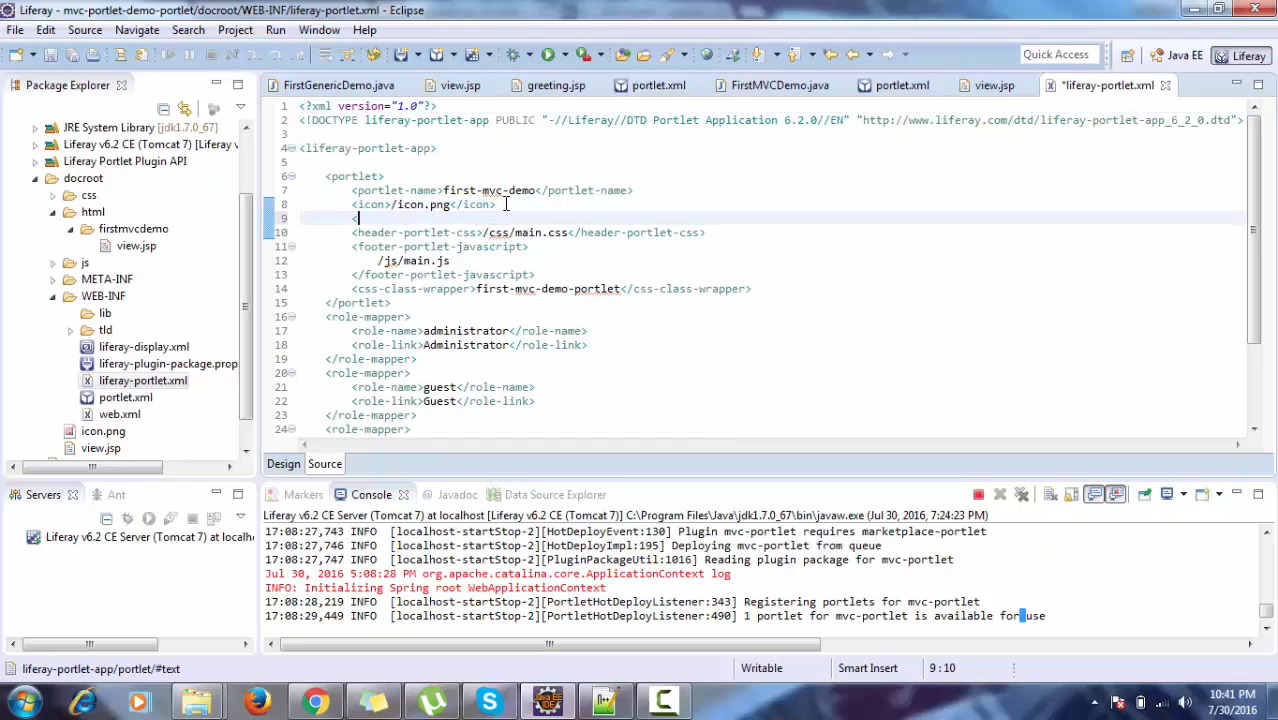 Liferay - mvc-portlet-demo-portlet/docroot/WEB-INF/liferay-portlet.xml - Eclipse
File Edit Source Navigate Search Project Run Window Help
Quick Access Java EE Liferay
Package Explorer
FirstGenericDemo.java view.jsp greeting.jsp portlet.xml FirstMVCDemo.java portlet.xml view.jsp *liferay-portlet.xml
JRE System Library [jdk1.7.0_67]
Liferay v6.2 CE (Tomcat 7) [Liferay v
Liferay Portlet Plugin API
docroot
css
html
firstmvcdemo
view.jsp
js
META-INF
WEB-INF
lib
tld
liferay-display.xml
liferay-plugin-package.prop
liferay-portlet.xml
portlet.xml
web.xml
icon.png
view.jsp
1 <?xml version="1.0"?>
2 <!DOCTYPE liferay-portlet-app PUBLIC "-//Liferay//DTD Portlet Application 6.2.0//EN" "http://www.liferay.com/dtd/liferay-portlet-app_6_2_0.dtd">
3
4 <liferay-portlet-app>
5
6 <portlet>
7 <portlet-name>first-mvc-demo</portlet-name>
8 <icon>/icon.png</icon>
9 <
10 <header-portlet-css>/css/main.css</header-portlet-css>
11 <footer-portlet-javascript>
12 /js/main.js
13 </footer-portlet-javascript>
14 <css-class-wrapper>first-mvc-demo-portlet</css-class-wrapper>
15 </portlet>
16 <role-mapper>
17 <role-name>administrator</role-name>
18 <role-link>Administrator</role-link>
19 </role-mapper>
20 <role-mapper>
21 <role-name>guest</role-name>
22 <role-link>Guest</role-link>
23 </role-mapper>
24 <role-mapper>
Design Source
Servers Ant
Liferay v6.2 CE Server (Tomcat 7) at localho
Markers Console Javadoc Data Source Explorer
Liferay v6.2 CE Server (Tomcat 7) at localhost [Liferay v6.2 CE (Tomcat 7)] C:\Program Files\Java\jdk1.7.0_67\bin\javaw.exe (Jul 30, 2016, 7:24:23 PM)
17:08:27,743 INFO [localhost-startStop-2][HotDeployEvent:130] Plugin mvc-portlet requires marketplace-portlet
17:08:27,746 INFO [localhost-startStop-2][HotDeployImpl:195] Deploying mvc-portlet from queue
17:08:27,747 INFO [localhost-startStop-2][PluginPackageUtil:1016] Reading plugin package for mvc-portlet
Jul 30, 2016 5:08:28 PM org.apache.catalina.core.ApplicationContext log
INFO: Initializing Spring root WebApplicationContext
17:08:28,219 INFO [localhost-startStop-2][PortletHotDeployListener:343] Registering portlets for mvc-portlet
17:08:29,449 INFO [localhost-startStop-2][PortletHotDeployListener:490] 1 portlet for mvc-portlet is available for use
liferay-portlet-app/portlet/#text Writable Smart Insert 9 : 10
10:41 PM
7/30/2016